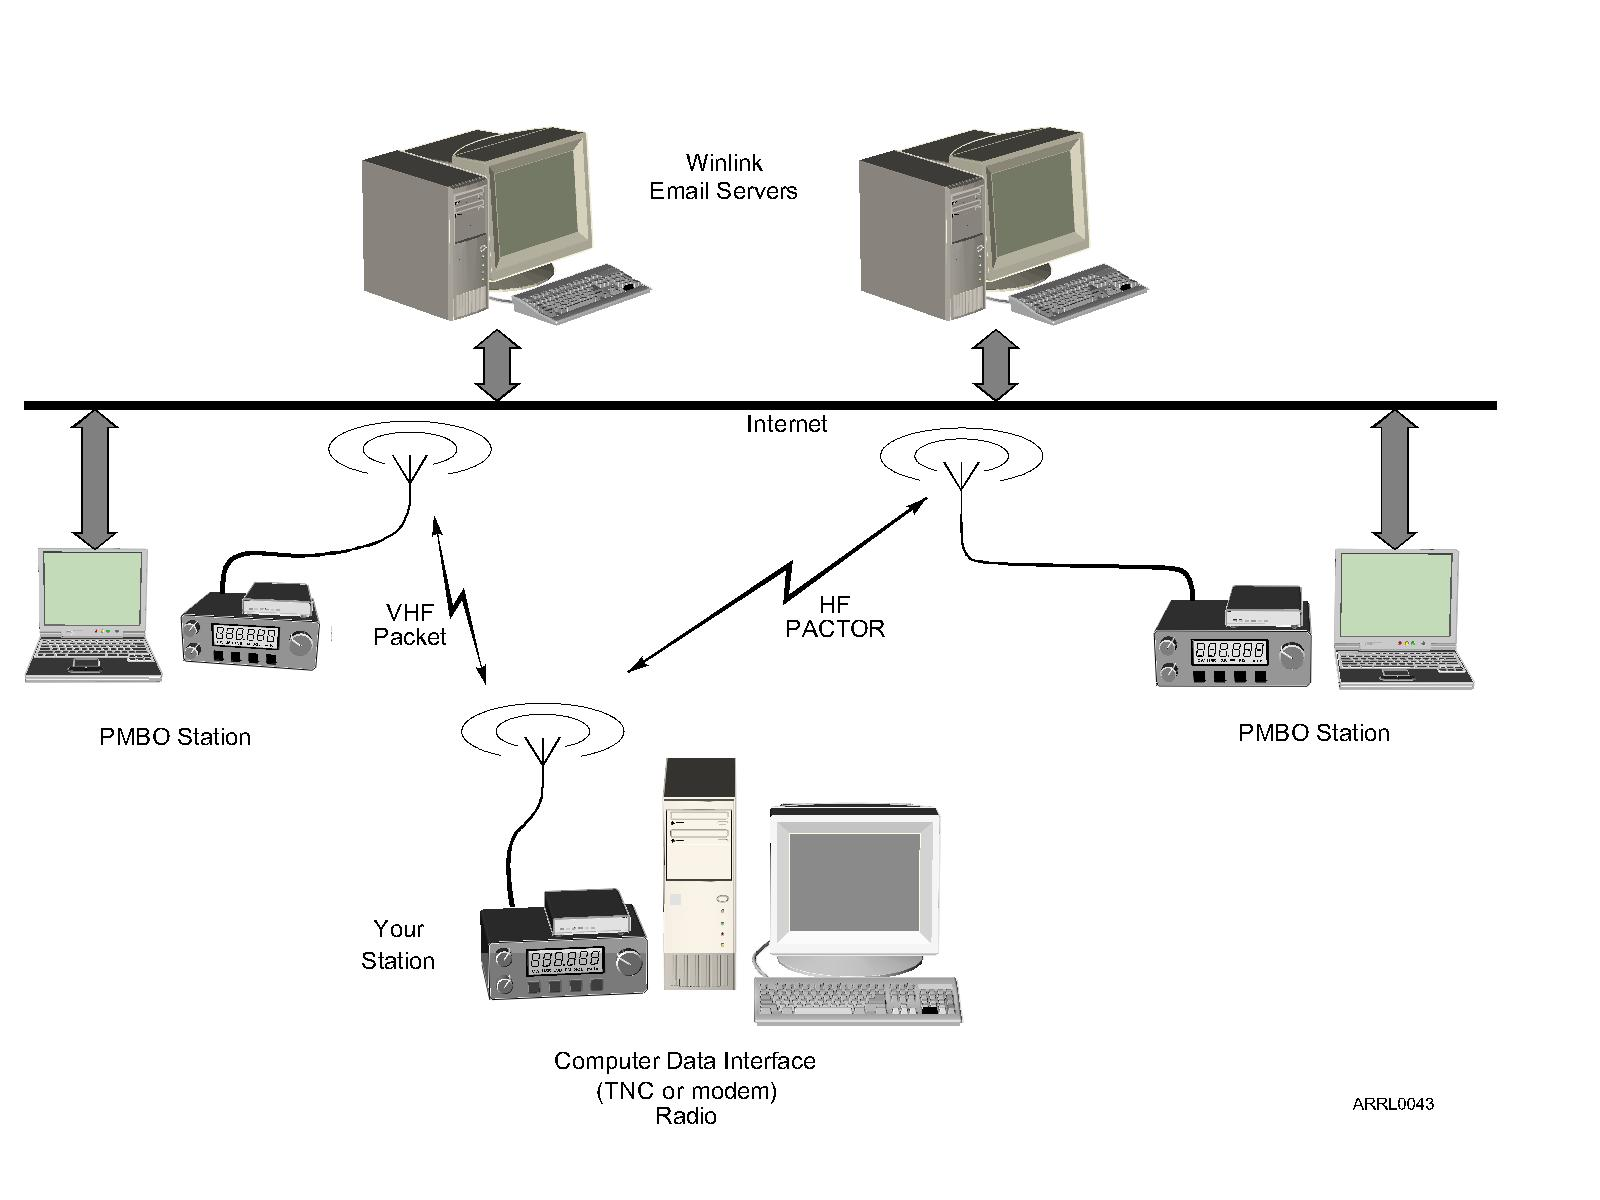 Winlink
Email Servers
Internet
VHF
Packet
HF
PACTOR
PMBO Station
PMBO Station
Your
Station
Computer Data Interface
(TNC or modem)
Radio
ARRL0043